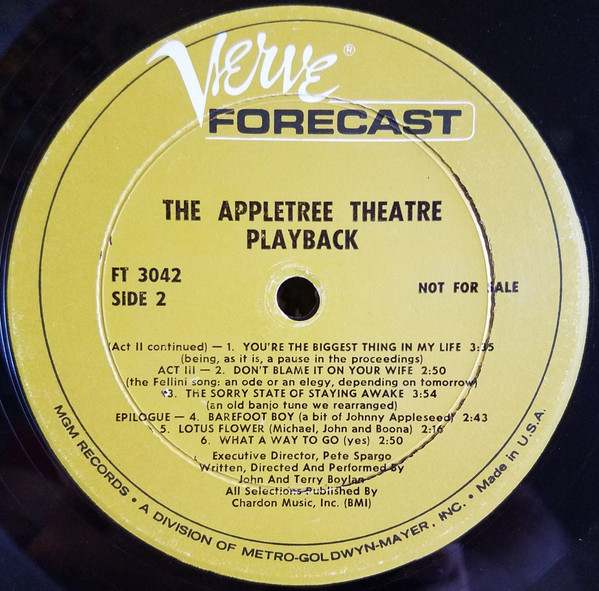 Verve ®
FORECAST
THE APPLETREE THEATRE
PLAYBACK
FT 3042
SIDE 2
NOT FOR SALE
(Act II continued) — 1. YOU'RE THE BIGGEST THING IN MY LIFE 3:35
(being, as it is, a pause in the proceedings)
ACT III — 2. DON'T BLAME IT ON YOUR WIFE 2:50
(the Fellini song: an ode or an elegy, depending on tomorrow)
3. THE SORRY STATE OF STAYING AWAKE 3:54
(an old banjo tune we rearranged)
EPILOGUE — 4. BAREFOOT BOY (a bit of Johnny Appleseed) 2:43
5. LOTUS FLOWER (Michael, John and Boona) 2:16
6. WHAT A WAY TO GO (yes) 2:50
Executive Director, Pete Spargo
Written, Directed And Performed By
John And Terry Boylan
All Selections Published By
Chardon Music, Inc. (BMI)
MGM RECORDS • A DIVISION OF METRO-GOLDWYN-MAYER, INC. • Made in U.S.A.